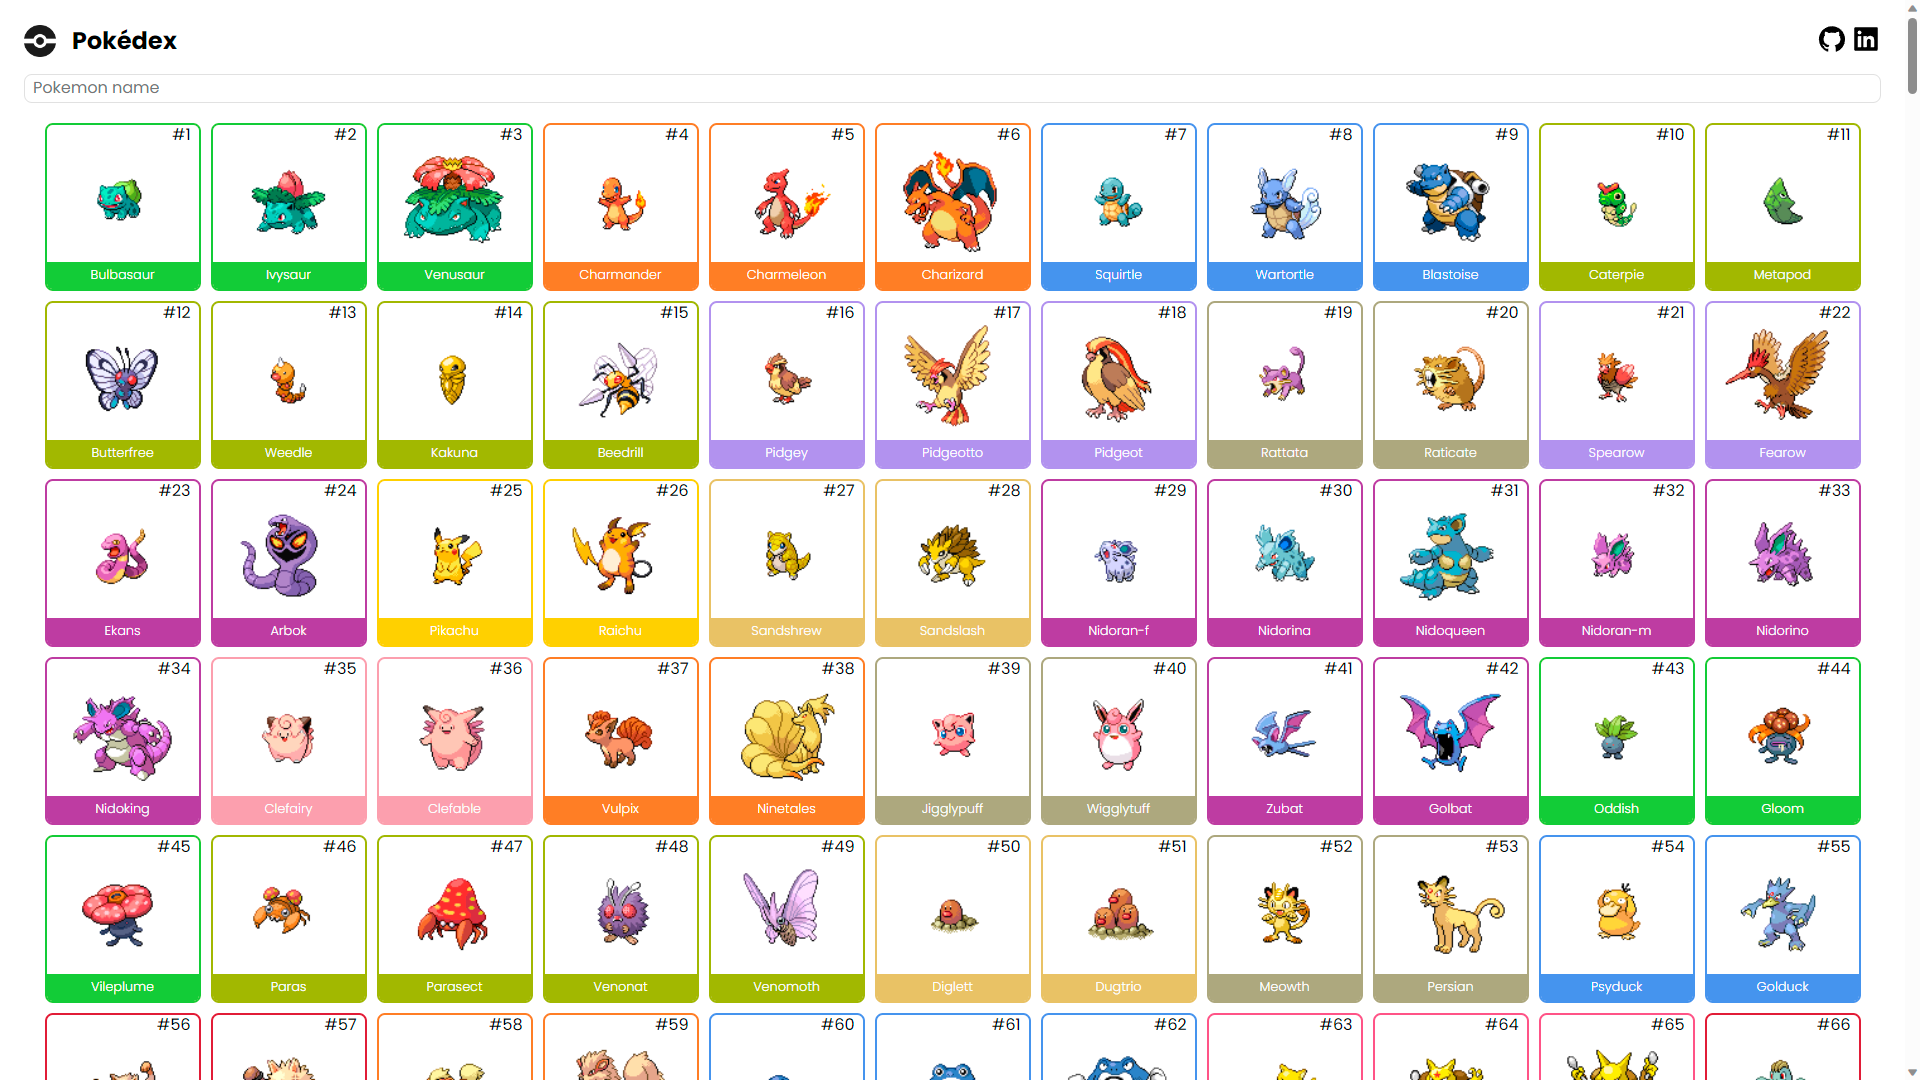 Pokédex
Pokemon name
#1 #2 #3 #4 #5 #6 #7 #8 #9 #10 #11
Bulbasaur Ivysaur Venusaur Charmander Charmeleon Charizard Squirtle Wartortle Blastoise Caterpie Metapod
#12 #13 #14 #15 #16 #17 #18 #19 #20 #21 #22
Butterfree Weedle Kakuna Beedrill Pidgey Pidgeotto Pidgeot Rattata Raticate Spearow Fearow
#23 #24 #25 #26 #27 #28 #29 #30 #31 #32 #33
Ekans Arbok Pikachu Raichu Sandshrew Sandslash Nidoran-f Nidorina Nidoqueen Nidoran-m Nidorino
#34 #35 #36 #37 #38 #39 #40 #41 #42 #43 #44
Nidoking Clefairy Clefable Vulpix Ninetales Jigglypuff Wigglytuff Zubat Golbat Oddish Gloom
#45 #46 #47 #48 #49 #50 #51 #52 #53 #54 #55
Vileplume Paras Parasect Venonat Venomoth Diglett Dugtrio Meowth Persian Psyduck Golduck
#56 #57 #58 #59 #60 #61 #62 #63 #64 #65 #66